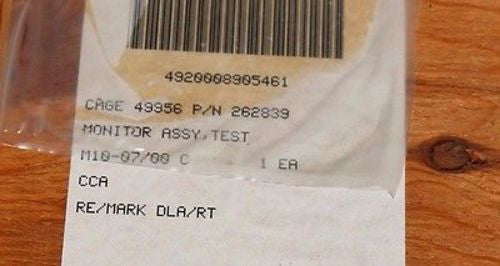 4920008905461
CAGE 49956 P/N 262839
MONITOR ASSY,TEST
M10-07/00 C 1 EA
CCA
RE/MARK DLA/RT